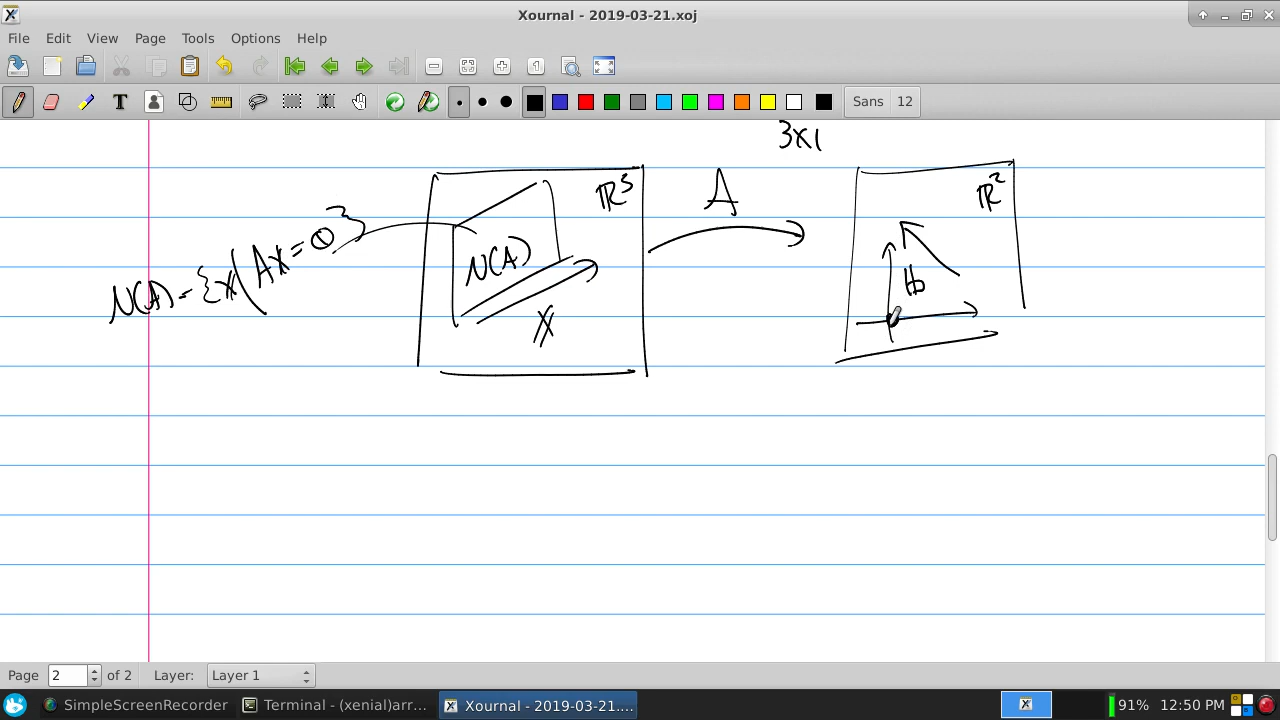 Xournal - 2019-03-21.xoj
File Edit View Page Tools Options Help
Sans 12
3x1
ℝ³
A
ℝ²
N(A) = {x | Ax = 0}
N(A)
b
x
Page 2 of 2 Layer: Layer 1
SimpleScreenRecorder Terminal - (xenial)arr... Xournal - 2019-03-21.... 91% 12:50 PM